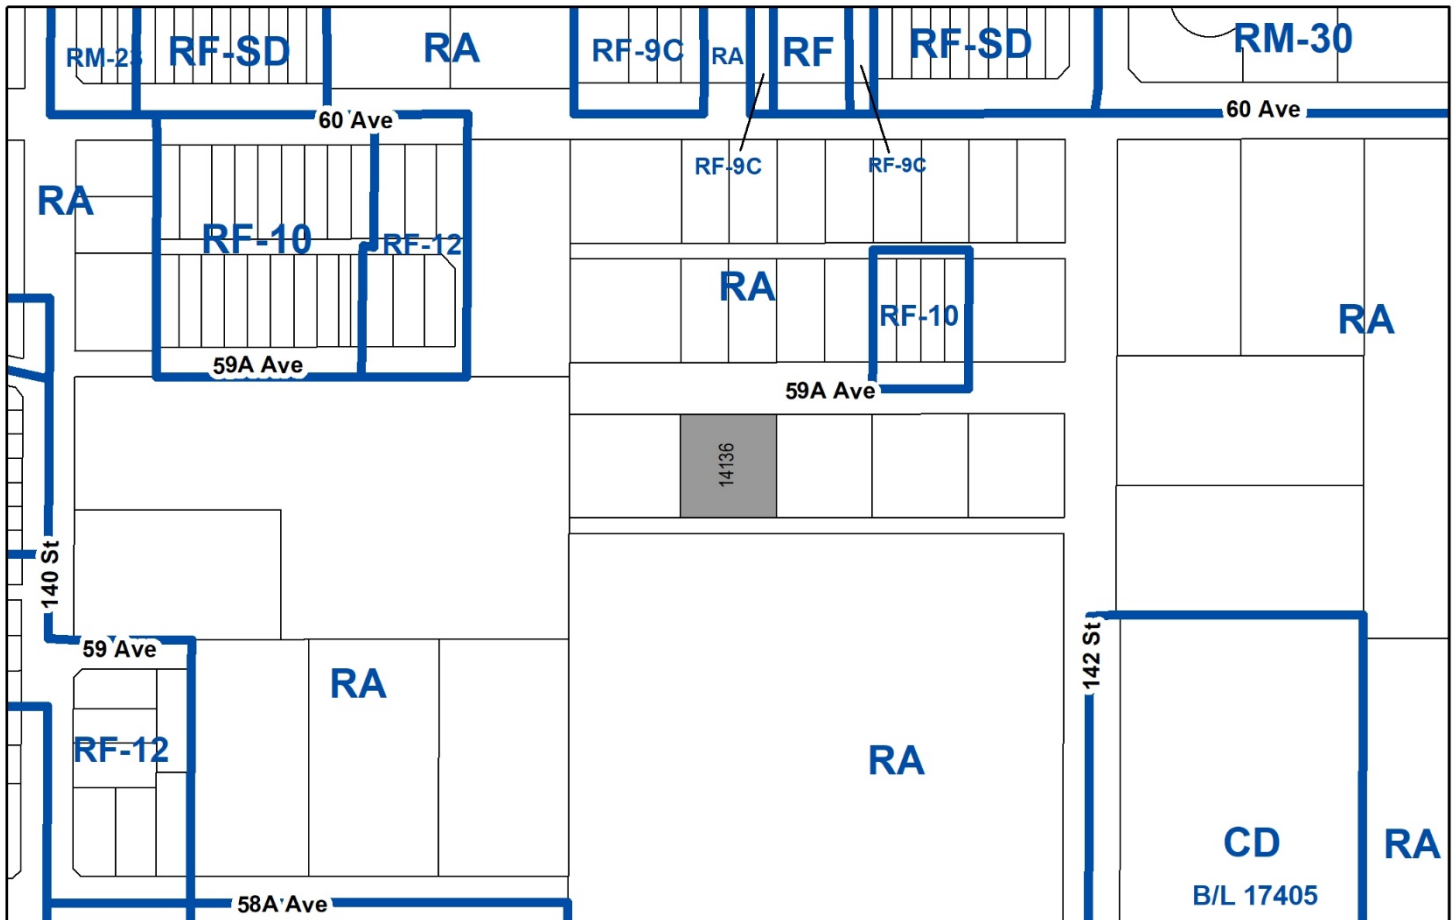 RM-23
RF-SD
RA
RF-9C
RA
RF
RF-SD
RM-30
60 Ave
60 Ave
RF-9C
RF-9C
RA
RF-10
RF-12
RA
RF-10
RA
59A Ave
59A Ave
14136
140 St
59 Ave
142 St
RA
RF-12
RA
CD
RA
B/L 17405
58A Ave